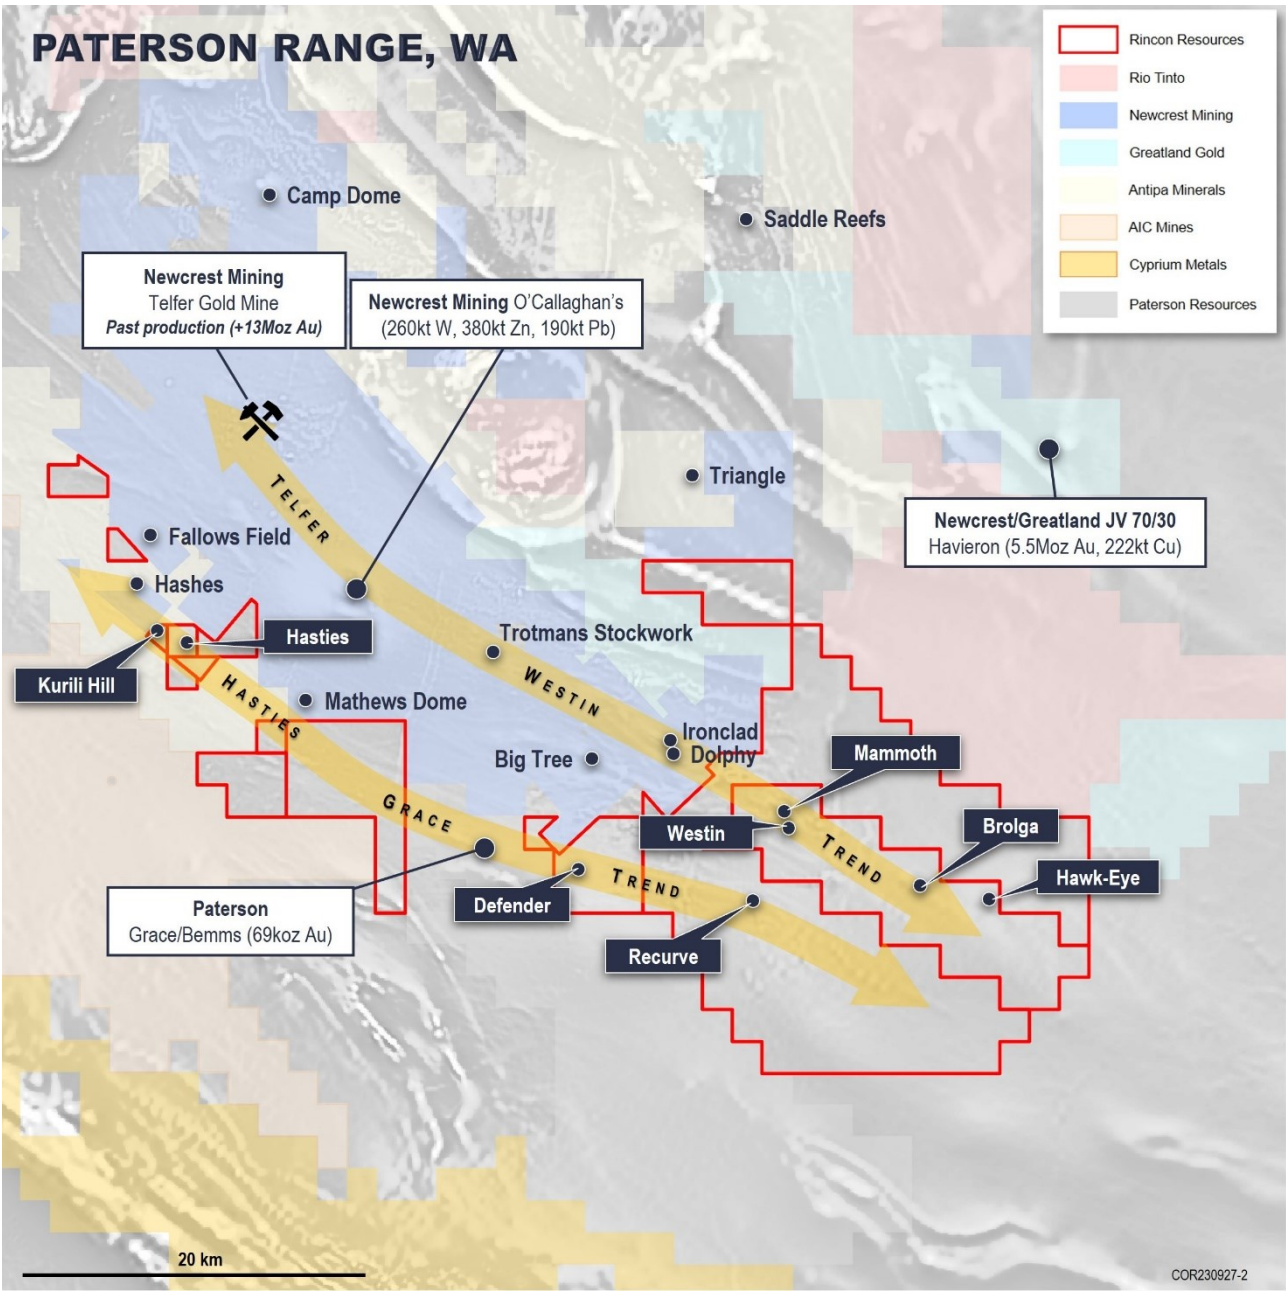 PATERSON RANGE, WA
Rincon Resources
Rio Tinto
Newcrest Mining
Greatland Gold
Antipa Minerals
AIC Mines
Cyprium Metals
Paterson Resources
Camp Dome
Saddle Reefs
Newcrest Mining
Telfer Gold Mine
Past production (+13Moz Au)
Newcrest Mining O'Callaghan's
(260kt W, 380kt Zn, 190kt Pb)
Triangle
TELFER
Newcrest/Greatland JV 70/30
Havieron (5.5Moz Au, 222kt Cu)
Fallows Field
Hashes
Hasties
Trotmans Stockwork
Kurili Hill
WESTIN
HASTIES
Mathews Dome
Ironclad
Dolphy
Big Tree
Mammoth
GRACE
Westin
Brolga
TREND
TREND
Hawk-Eye
Defender
Paterson
Grace/Bemms (69koz Au)
Recurve
20 km
COR230927-2